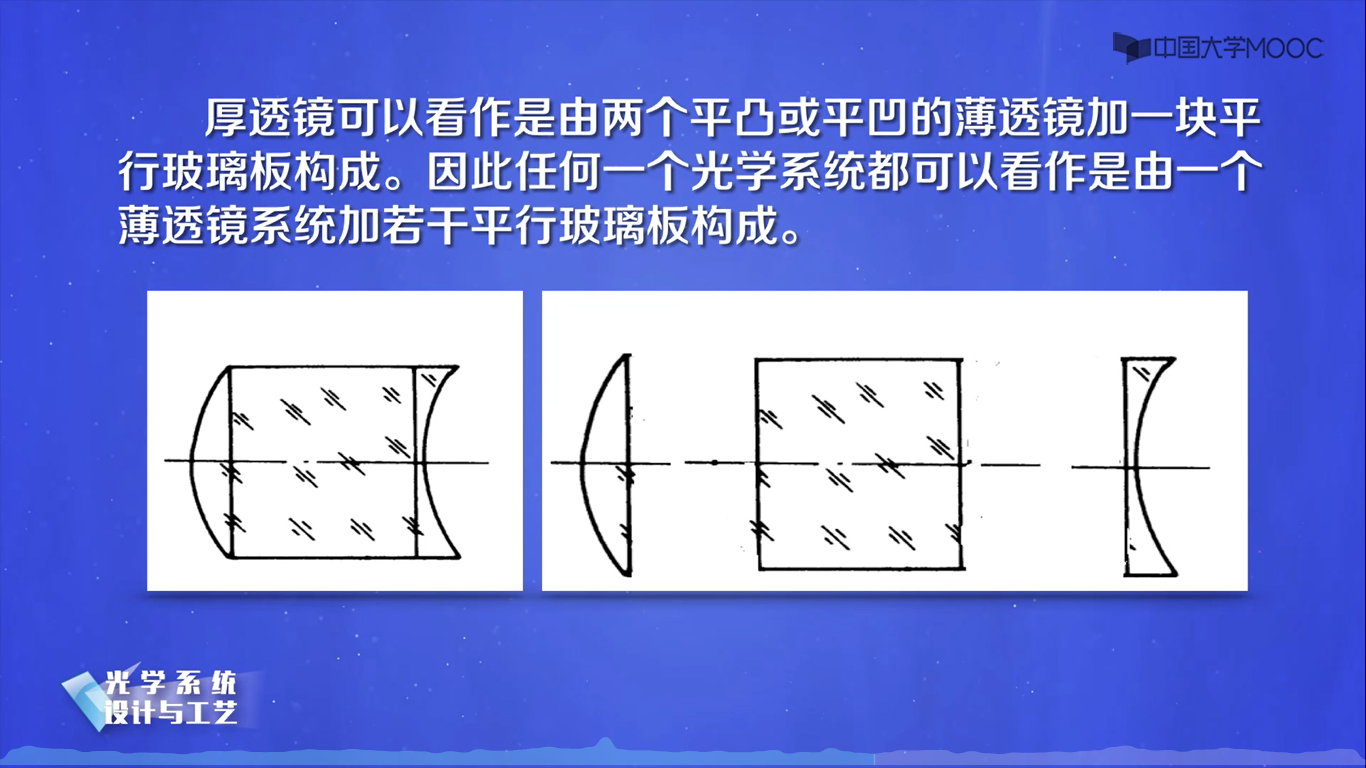 中国大学MOOC
厚透镜可以看作是由两个平凸或平凹的薄透镜加一块平
行玻璃板构成。因此任何一个光学系统都可以看作是由一个
薄透镜系统加若干平行玻璃板构成。
光学系统
设计与工艺